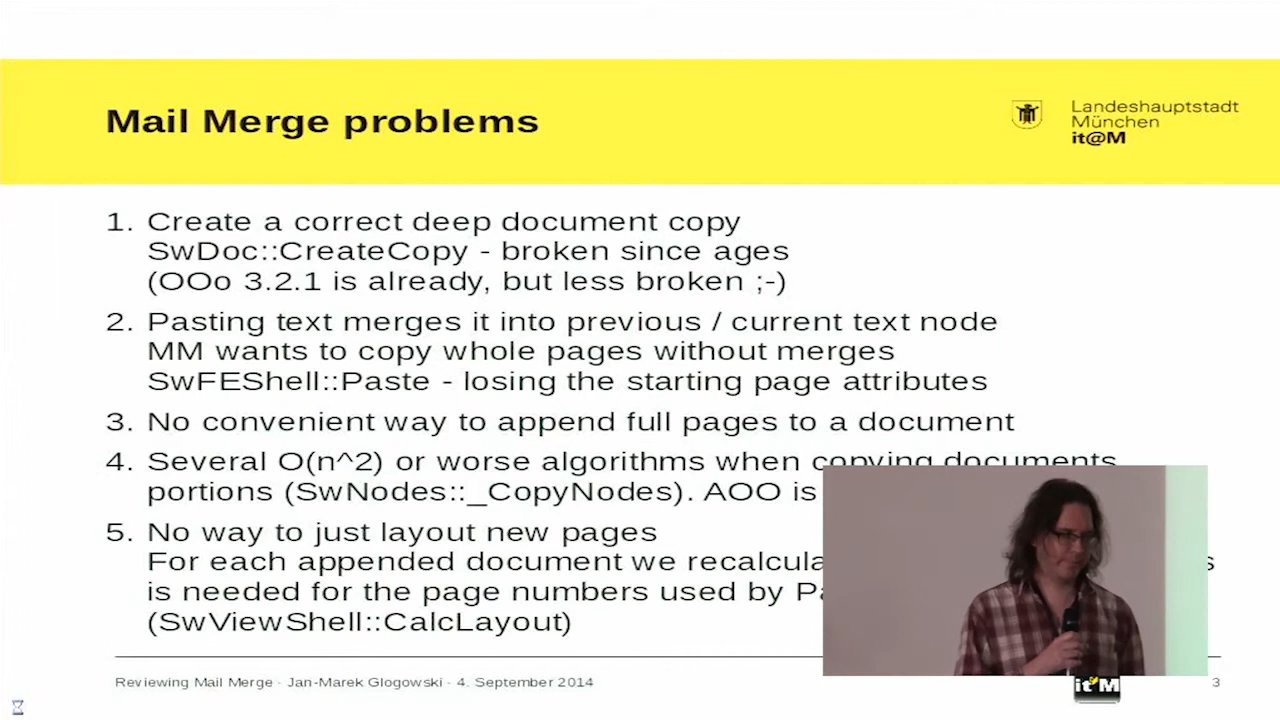 Mail Merge problems
Landeshauptstadt
München
it@M
1. Create a correct deep document copy
SwDoc::CreateCopy - broken since ages
(OOo 3.2.1 is already, but less broken ;-)
2. Pasting text merges it into previous / current text node
MM wants to copy whole pages without merges
SwFEShell::Paste - losing the starting page attributes
3. No convenient way to append full pages to a document
4. Several O(n^2) or worse algorithms when copying documents
portions (SwNodes::_CopyNodes). AOO is
5. No way to just layout new pages
For each appended document we
is needed for the page numbers used by
(SwViewShell::CalcLayout)
Reviewing Mail Merge - Jan-Marek Glogowski - 4. September 2014
it@M
3